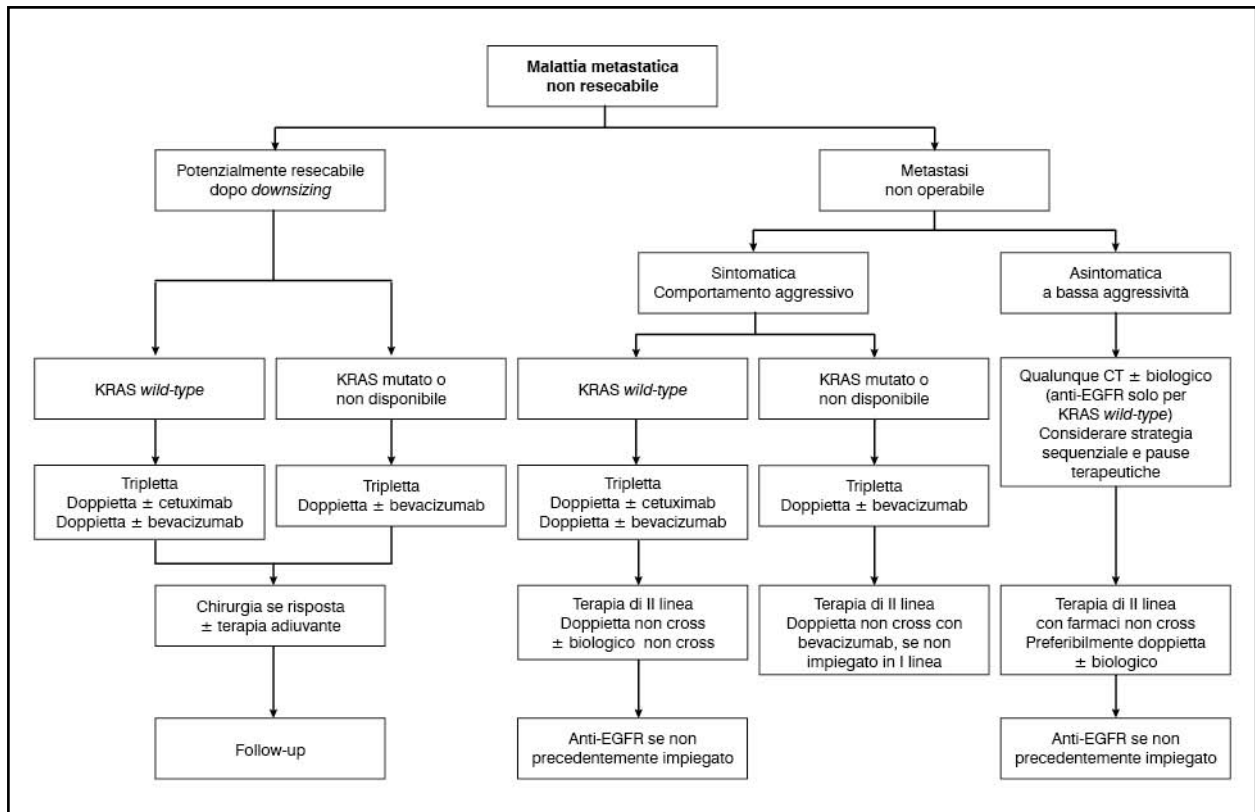 Malattia metastatica
non resecabile
Potenzialmente resecabile
dopo downsizing
Metastasi
non operabile
Sintomatica
Comportamento aggressivo
Asintomatica
a bassa aggressività
KRAS wild-type
KRAS mutato o
non disponibile
KRAS wild-type
KRAS mutato o
non disponibile
Qualunque CT ± biologico
(anti-EGFR solo per
KRAS wild-type)
Considerare strategia
sequenziale e pause
terapeutiche
Tripletta
Doppietta ± cetuximab
Doppietta ± bevacizumab
Tripletta
Doppietta ± bevacizumab
Tripletta
Doppietta ± cetuximab
Doppietta ± bevacizumab
Tripletta
Doppietta ± bevacizumab
Chirurgia se risposta
± terapia adiuvante
Terapia di II linea
Doppietta non cross
± biologico non cross
Terapia di II linea
Doppietta non cross con
bevacizumab, se non
impiegato in I linea
Terapia di II linea
con farmaci non cross
Preferibilmente doppietta
± biologico
Follow-up
Anti-EGFR se non
precedentemente impiegato
Anti-EGFR se non
precedentemente impiegato